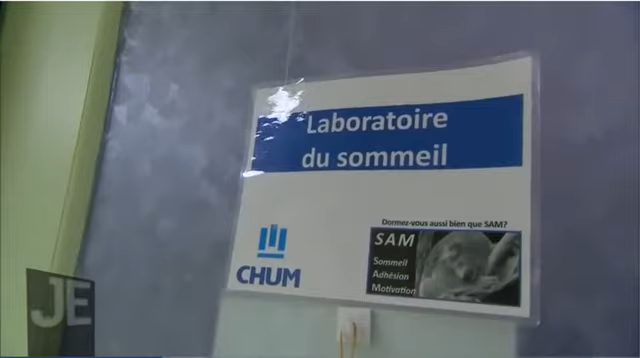 Laboratoire
du sommeil
Dormez-vous aussi bien que SAM?
SAM
Sommeil
Adhésion
Motivation
CHUM
JE